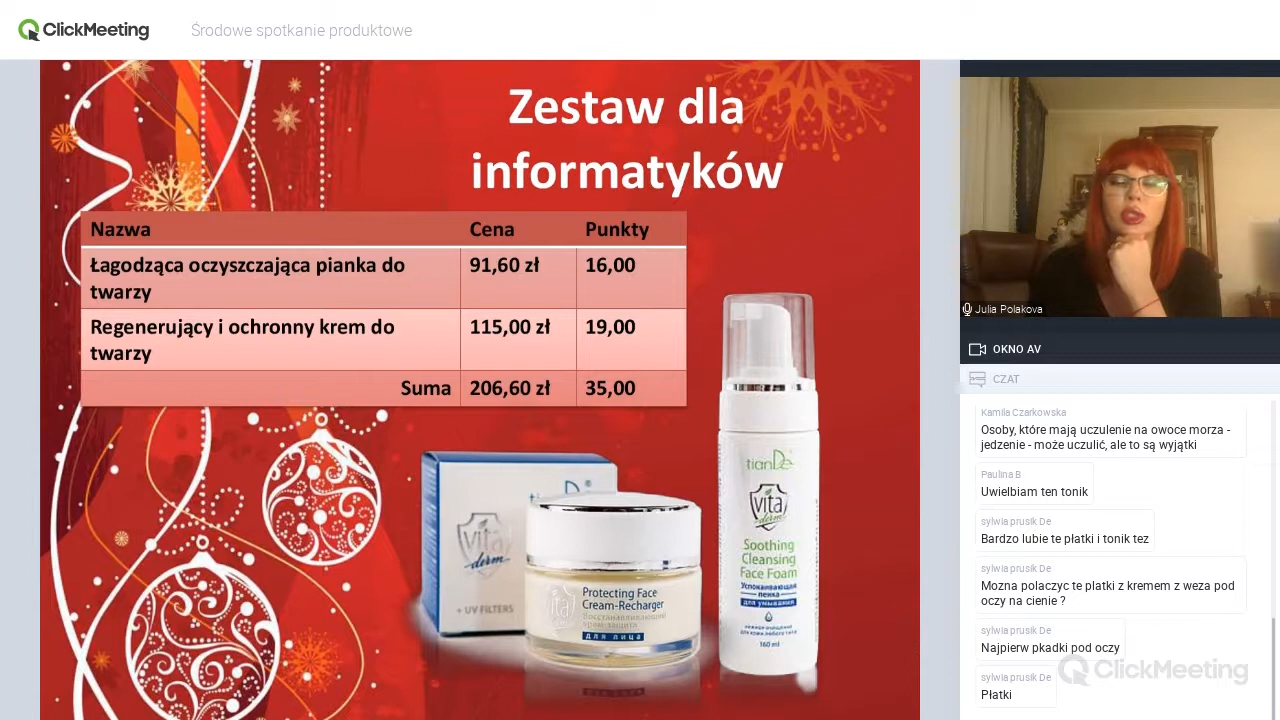 ClickMeeting
Środowe spotkanie produktowe
Zestaw dla
informatyków
Nazwa Cena Punkty
Łagodząca oczyszczająca pianka do
twarzy
91,60 zł 16,00
Regenerujący i ochronny krem do
twarzy
115,00 zł 19,00
Suma 206,60 zł 35,00
vita
derm
+ UV-FILTERS
Protecting Face
Cream-Recharger
Восстанавливающий
крем-защита
для лица
tianDe
vita
derm
Soothing
Cleansing
Face Foam
Успокаивающая
пенка
для умывания
160 ml
Julia Polakova
OKNO AV
CZAT
Kamila Czarkowska
Osoby, które mają uczulenie na owoce morza -
jedzenie - może uczulić, ale to są wyjątki
Paulina B
Uwielbiam ten tonik
sylwia prusik De
Bardzo lubie te płatki i tonik tez
sylwia prusik De
Mozna polaczyc te platki z kremem z master herd
oczy na cienie ?
sylwia prusik De
Najpierw pkadki pod oczy
sylwia prusik De
Płatki
ClickMeeting